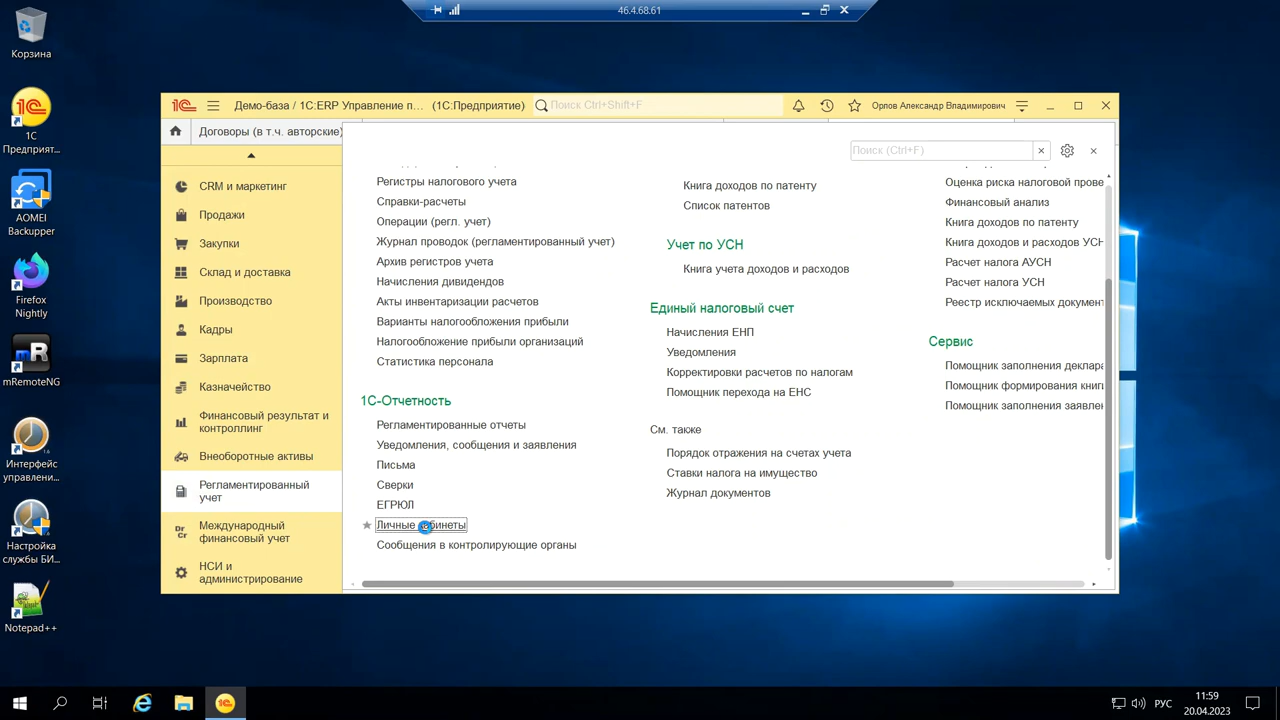 46.4.68.61
Корзина
1С
Предприят...
AOMEI
Backupper
Firefox
Nightly
mRemoteNG
Интерфейс
управлени...
Настройка
службы БИ...
Notepad++
Демо-база / 1С:ERP Управление п... (1С:Предприятие)
Поиск Ctrl+Shift+F
Орлов Александр Владимирович
Договоры (в т.ч. авторские)
CRM и маркетинг
Продажи
Закупки
Склад и доставка
Производство
Кадры
Зарплата
Казначейство
Финансовый результат и
контроллинг
Внеоборотные активы
Регламентированный
учет
Международный
финансовый учет
НСИ и
администрирование
Поиск (Ctrl+F)
Регистры налогового учета
Справки-расчеты
Операции (регл. учет)
Журнал проводок (регламентированный учет)
Архив регистров учета
Начисления дивидендов
Акты инвентаризации расчетов
Варианты налогообложения прибыли
Налогообложение прибыли организаций
Статистика персонала
1С-Отчетность
Регламентированные отчеты
Уведомления, сообщения и заявления
Письма
Сверки
ЕГРЮЛ
Личные кабинеты
Сообщения в контролирующие органы
Книга доходов по патенту
Список патентов
Учет по УСН
Книга учета доходов и расходов
Единый налоговый счет
Начисления ЕНП
Уведомления
Корректировки расчетов по налогам
Помощник перехода на ЕНС
См. также
Порядок отражения на счетах учета
Ставки налога на имущество
Журнал документов
Оценка риска налоговой прове
Финансовый анализ
Книга доходов по патенту
Книга доходов и расходов УСН
Расчет налога АУСН
Расчет налога УСН
Реестр исключаемых документ
Сервис
Помощник заполнения деклара
Помощник формирования книг
Помощник заполнения заявлен
РУС
11:59
20.04.2023